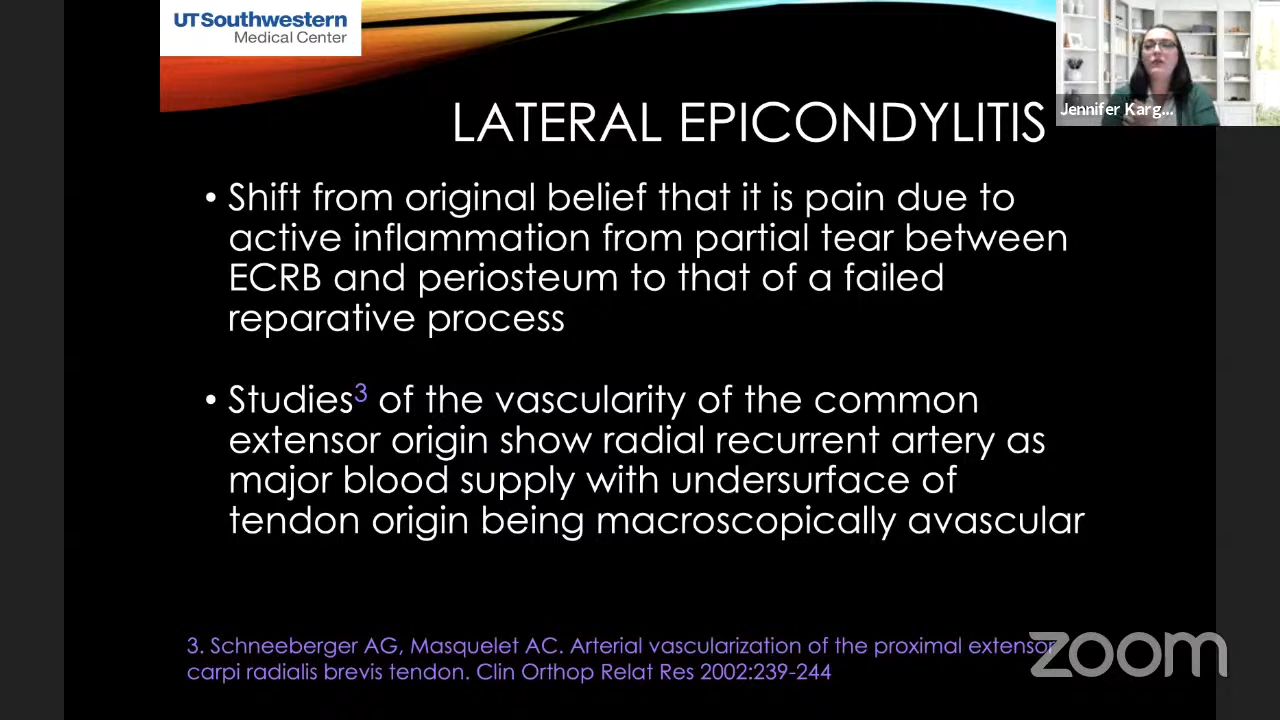 UTSouthwestern
Medical Center
Jennifer Karg...
LATERAL EPICONDYLITIS
• Shift from original belief that it is pain due to
active inflammation from partial tear between
ECRB and periosteum to that of a failed
reparative process
• Studies3 of the vascularity of the common
extensor origin show radial recurrent artery as
major blood supply with undersurface of
tendon origin being macroscopically avascular
3. Schneeberger AG, Masquelet AC. Arterial vascularization of the proximal extensor
carpi radialis brevis tendon. Clin Orthop Relat Res 2002:239-244
zoom